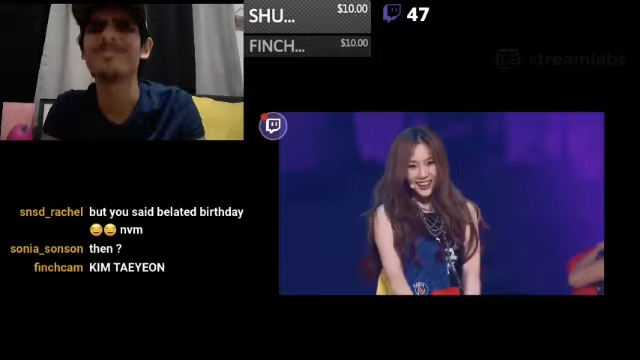 SHU... $10.00
47
FINCH... $10.00
streamlabs
snsd_rachel but you said belated birthday
😅😅 nvm
sonia_sonson then ?
finchcam KIM TAEYEON